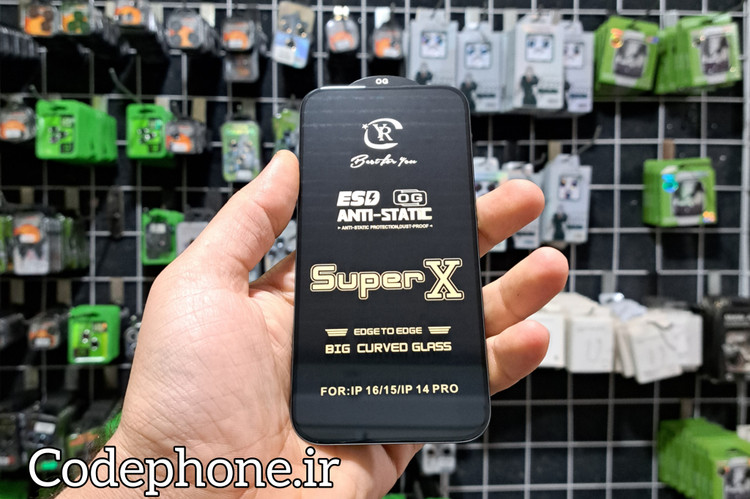 OG
YR
Best for You
ESD OG
ANTI-STATIC
ANTI-STATIC PROTECTION,DUST-PROOF
Super X
EDGE TO EDGE
BIG CURVED GLASS
FOR:IP 16/15/IP 14 PRO
Codephone.ir